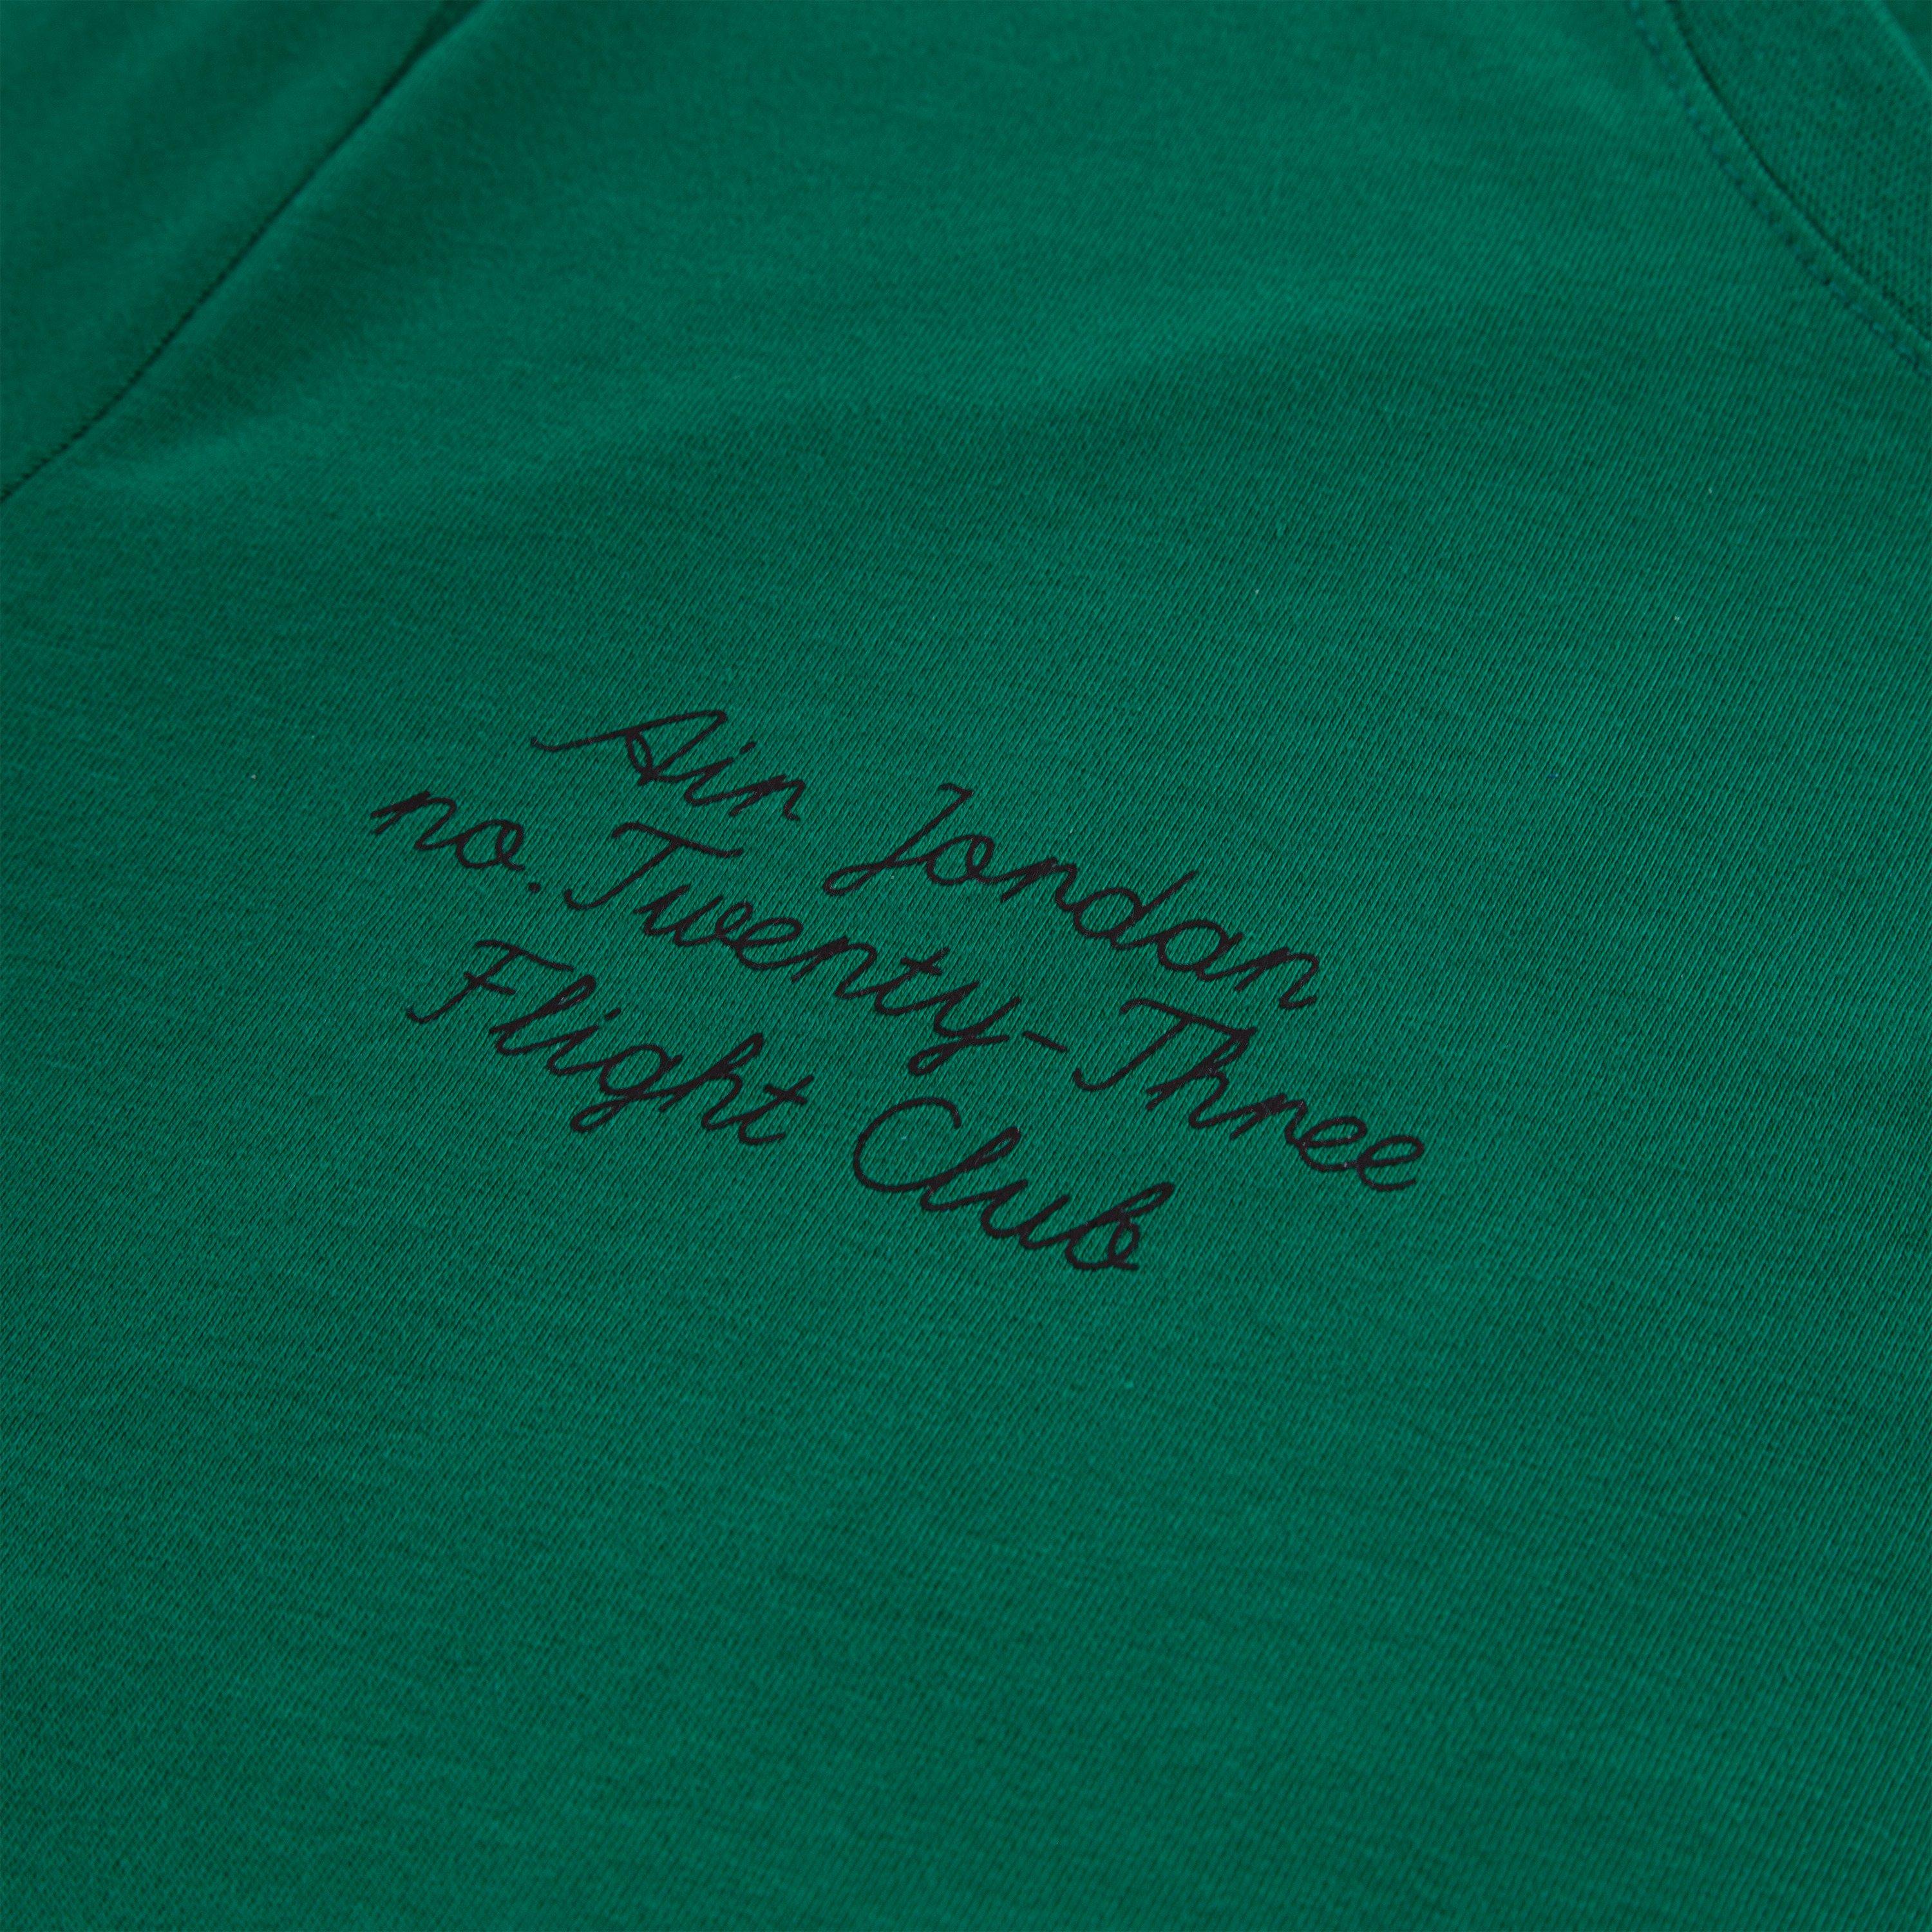 Air Jordan
no. Twenty-Three
Flight Club